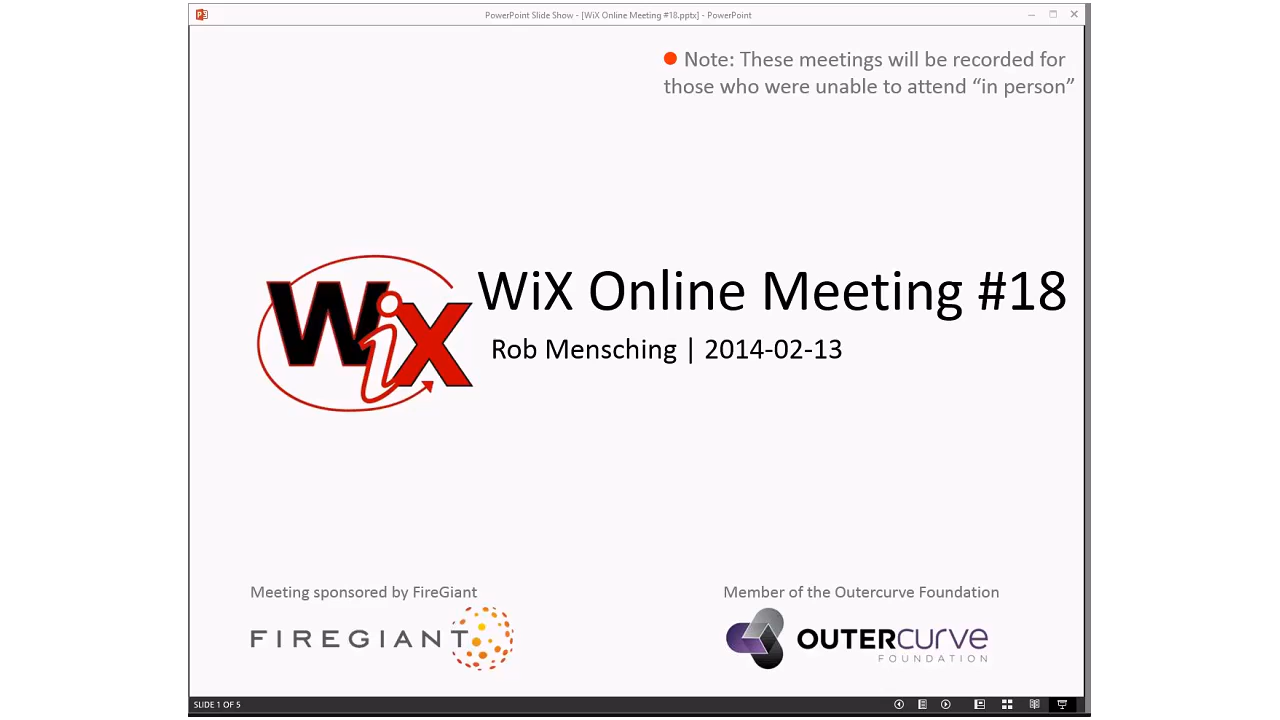 PowerPoint Slide Show - [WiX Online Meeting #18.pptx] - PowerPoint
Note: These meetings will be recorded for
those who were unable to attend “in person”
WiX
WiX Online Meeting #18
Rob Mensching | 2014-02-13
Meeting sponsored by FireGiant
FIREGIANT
Member of the Outercurve Foundation
OUTERCURVE
FOUNDATION
SLIDE 1 OF 5